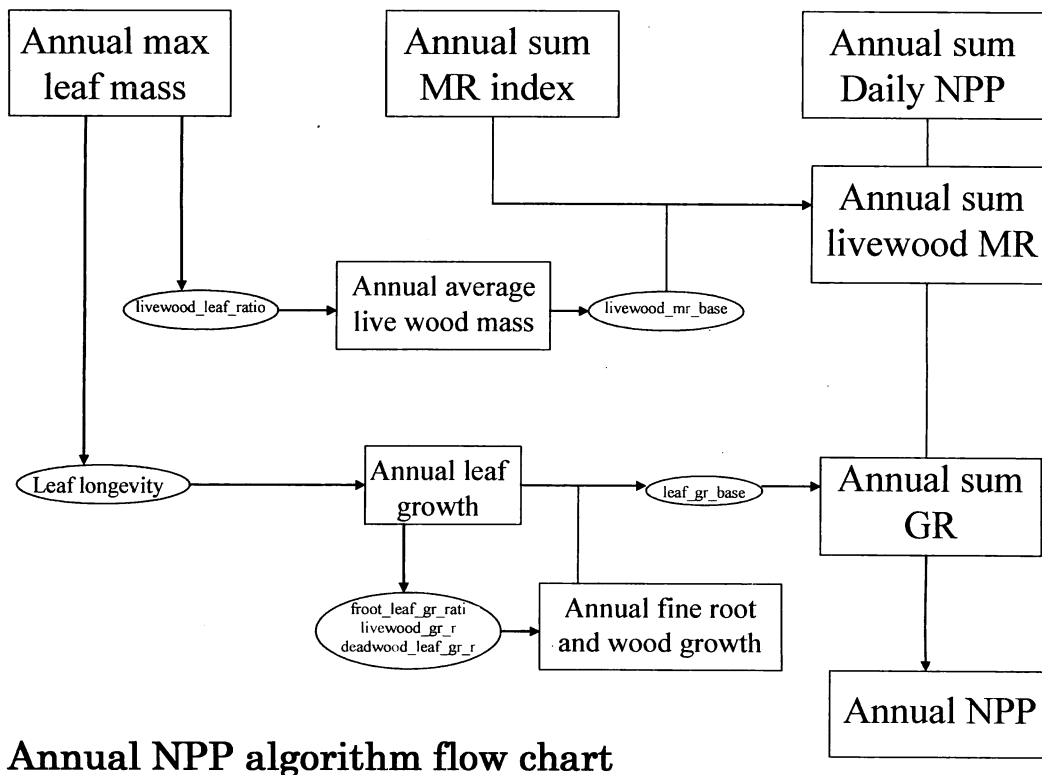 Annual max
leaf mass
Annual sum
MR index
Annual sum
Daily NPP
Annual sum
livewood MR
livewood_leaf_ratio
Annual average
live wood mass
livewood_mr_base
Leaf longevity
Annual leaf
growth
leaf_gr_base
Annual sum
GR
froot_leaf_gr_rati
livewood_gr_r
deadwood_leaf_gr_r
Annual fine root
and wood growth
Annual NPP
Annual NPP algorithm flow chart